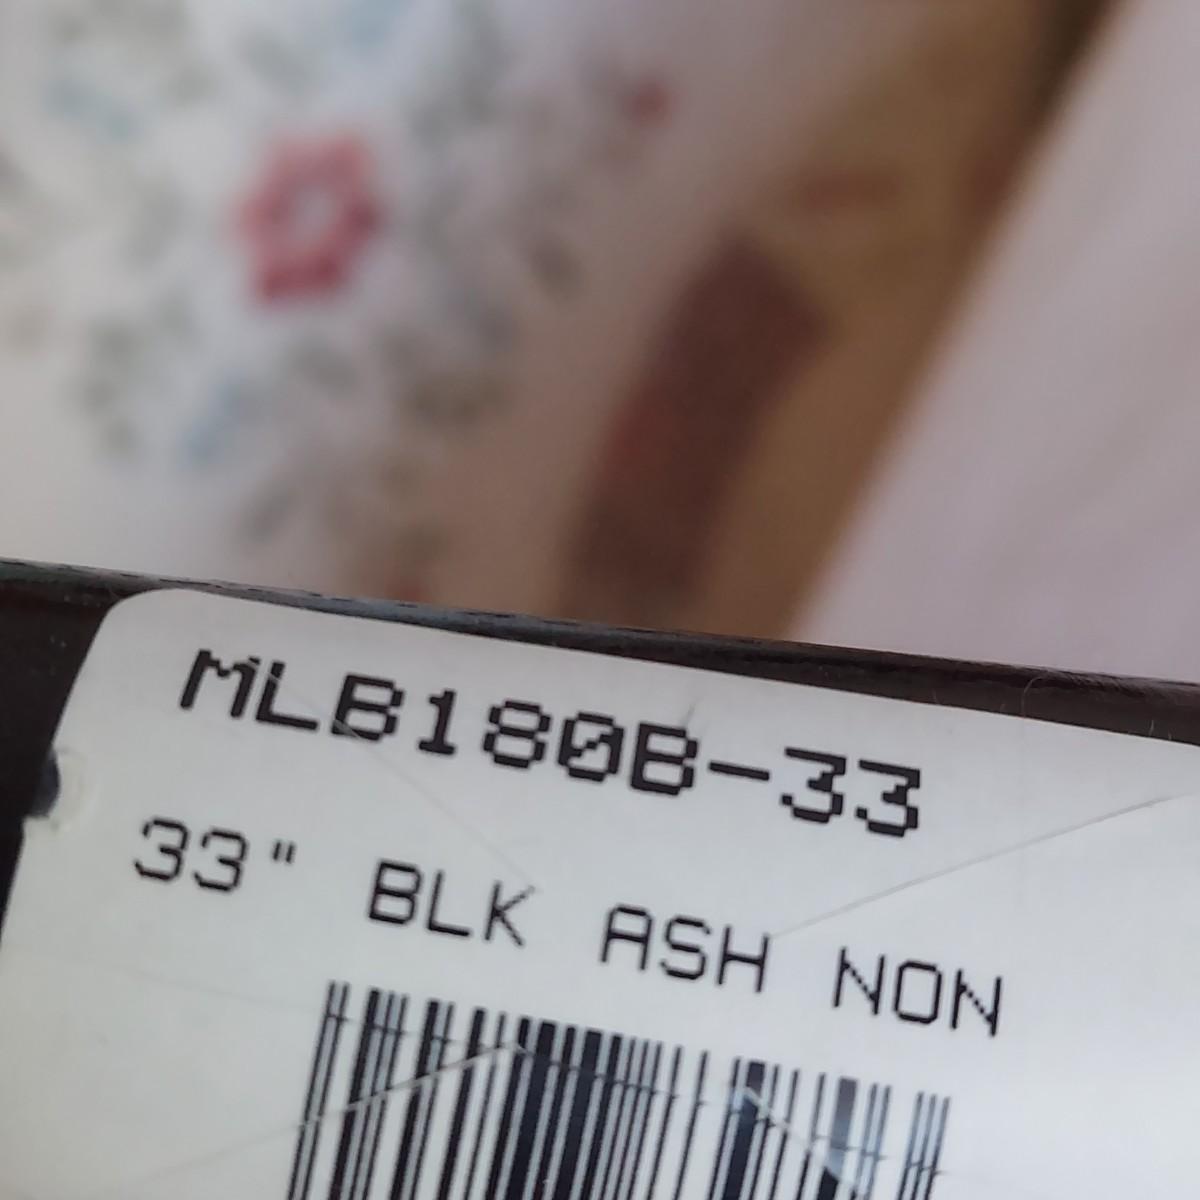 MLB180B-33
33" BLK ASH NON